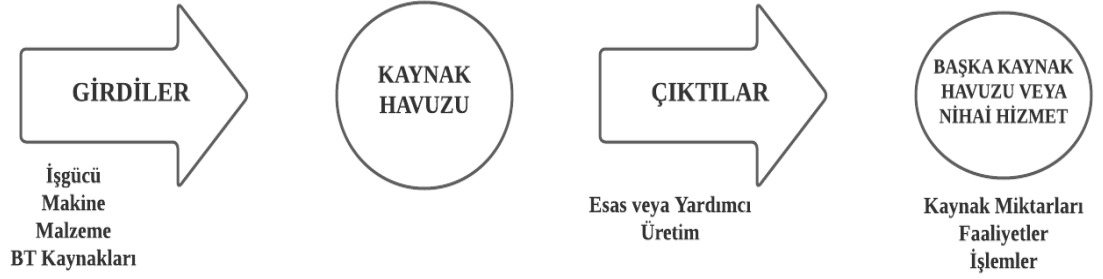 GİRDİLER
İşgücü
Makine
Malzeme
BT Kaynakları
KAYNAK
HAVUZU
ÇIKTILAR
Esas veya Yardımcı
Üretim
BAŞKA KAYNAK
HAVUZU VEYA
NİHAİ HİZMET
Kaynak Miktarları
Faaliyetler
İşlemler